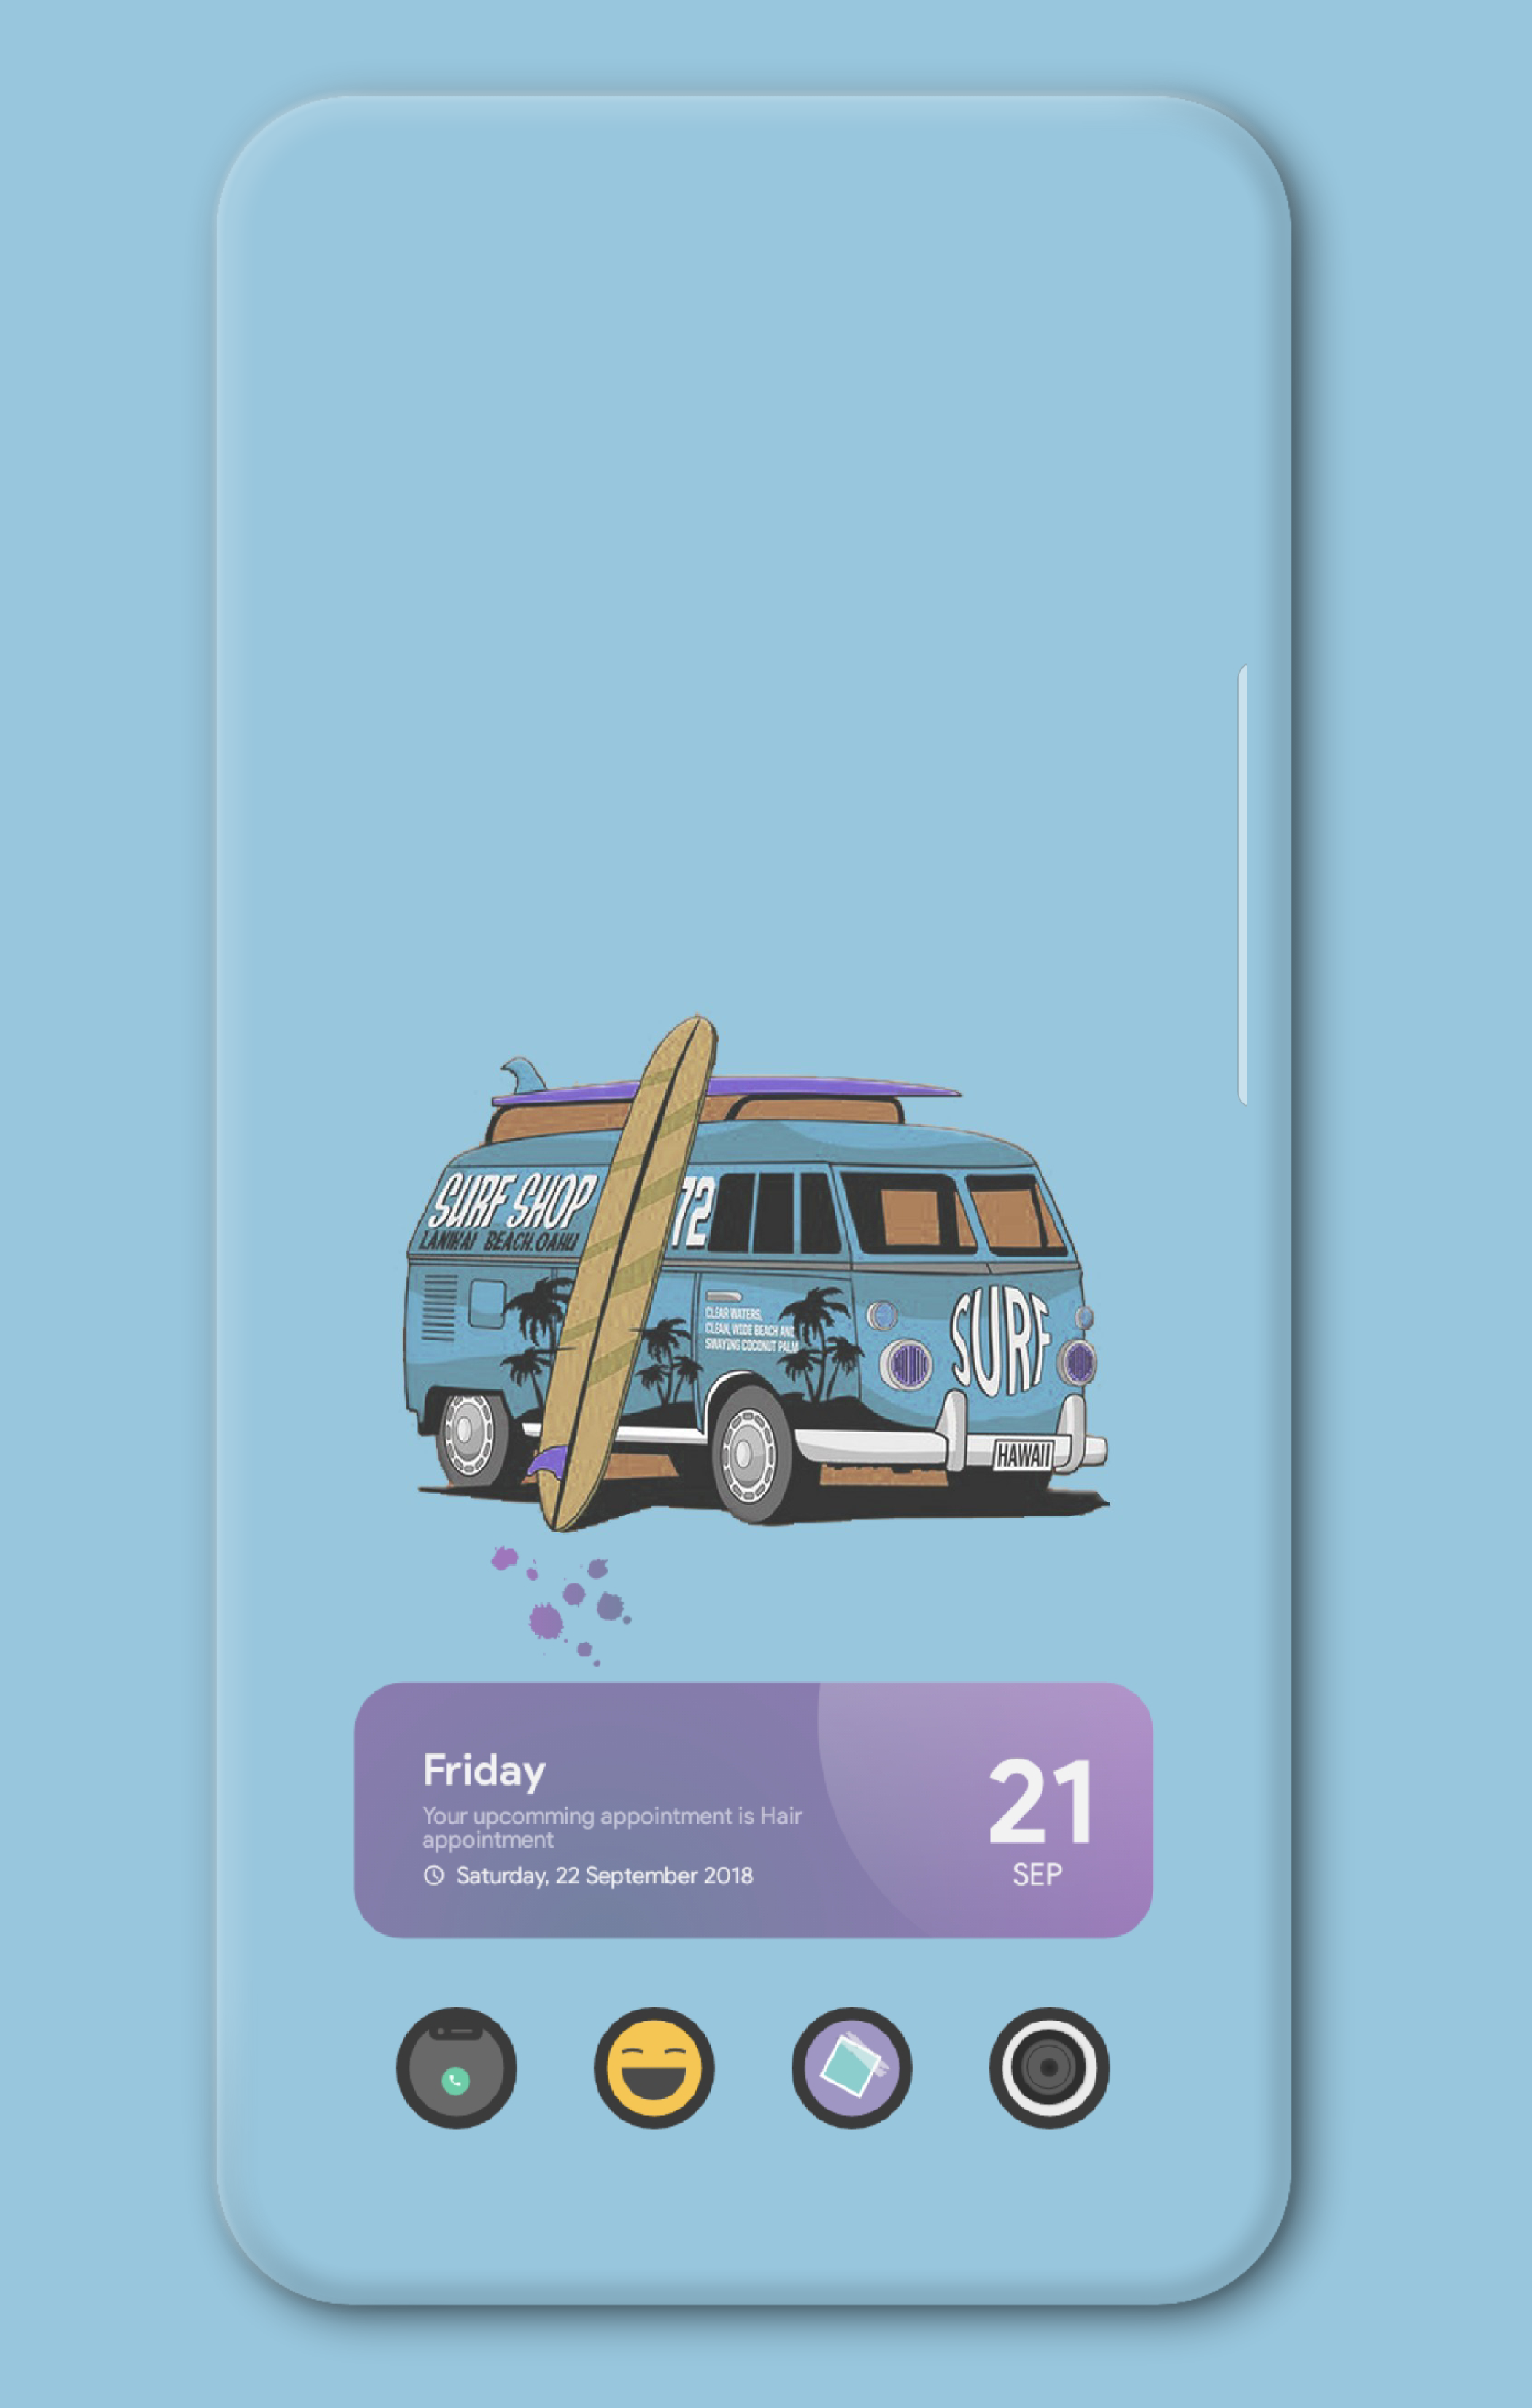 SURF SHOP
LANIKAI BEACH, OAHU
72
CLEAR WATERS,
CLEAN, WIDE BEACH AND
SWAYING COCONUT PALM
SURF
HAWAII
Friday
Your upcomming appointment is Hair
appointment
Saturday, 22 September 2018
21
SEP